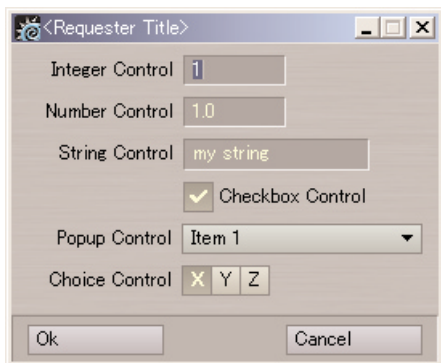 <Requester Title>
Integer Control 1
Number Control 1.0
String Control my string
Checkbox Control
Popup Control Item 1
Choice Control X Y Z
Ok Cancel